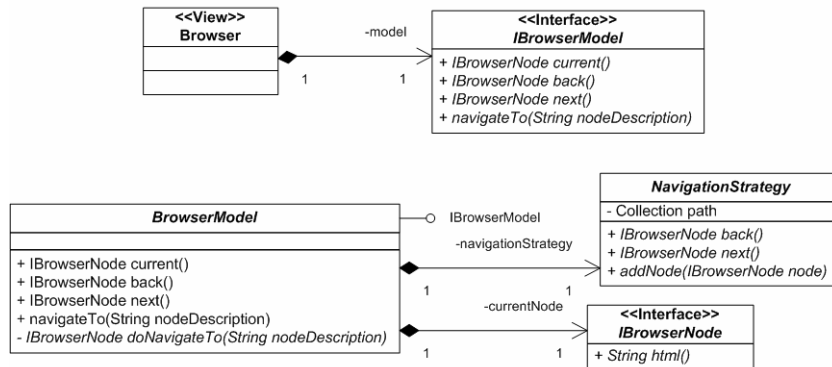 <<View>>
Browser
-model
1
1
<<Interface>>
IBrowserModel
+ IBrowserNode current()
+ IBrowserNode back()
+ IBrowserNode next()
+ navigateTo(String nodeDescription)
BrowserModel
+ IBrowserNode current()
+ IBrowserNode back()
+ IBrowserNode next()
+ navigateTo(String nodeDescription)
- IBrowserNode doNavigateTo(String nodeDescription)
IBrowserModel
-navigationStrategy
1
1
NavigationStrategy
- Collection path
+ IBrowserNode back()
+ IBrowserNode next()
+ addNode(IBrowserNode node)
-currentNode
1
1
<<Interface>>
IBrowserNode
+ String html()